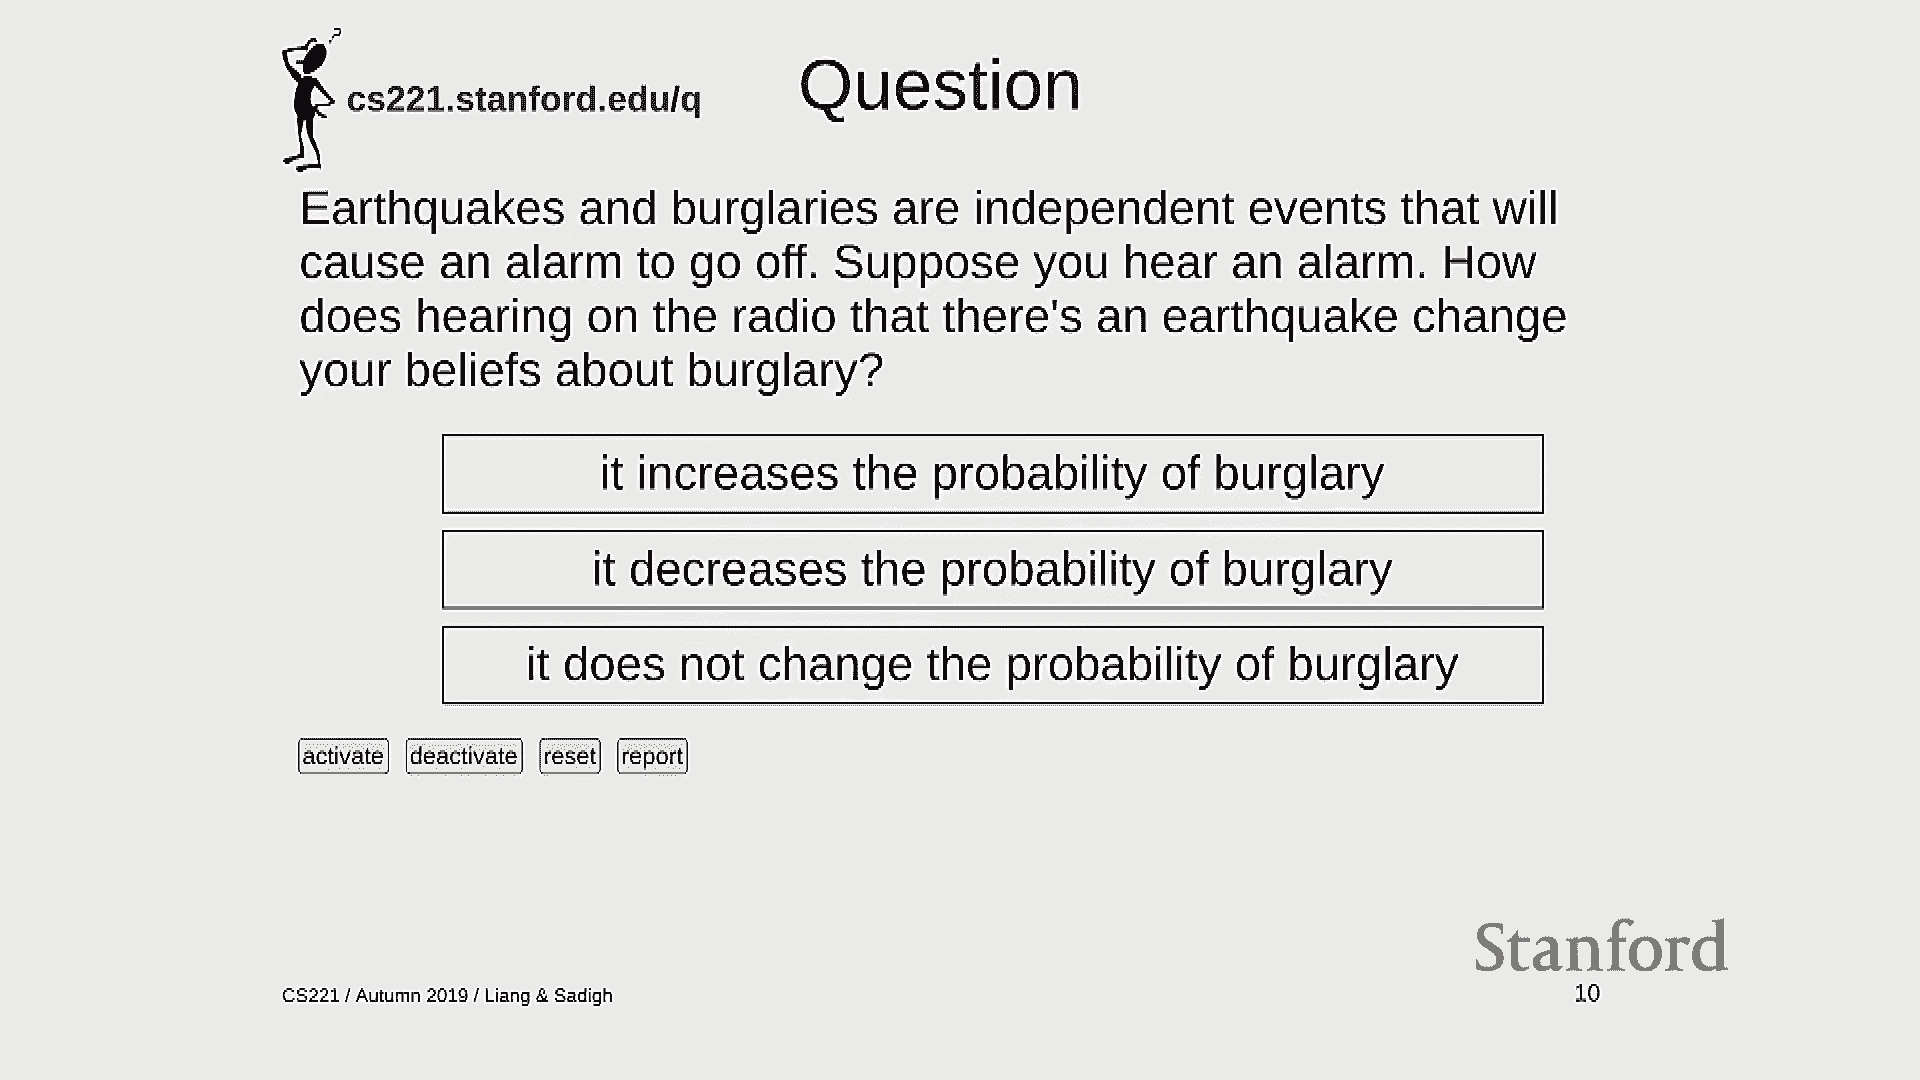 ?
cs221.stanford.edu/q
Question
Earthquakes and burglaries are independent events that will
cause an alarm to go off. Suppose you hear an alarm. How
does hearing on the radio that there's an earthquake change
your beliefs about burglary?
it increases the probability of burglary
it decreases the probability of burglary
it does not change the probability of burglary
activate deactivate reset report
Stanford
CS221 / Autumn 2019 / Liang & Sadigh
10